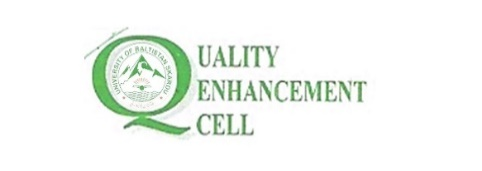 QUALITY
ENHANCEMENT
CELL
UNIVERSITY OF BALTISTAN SKARDU